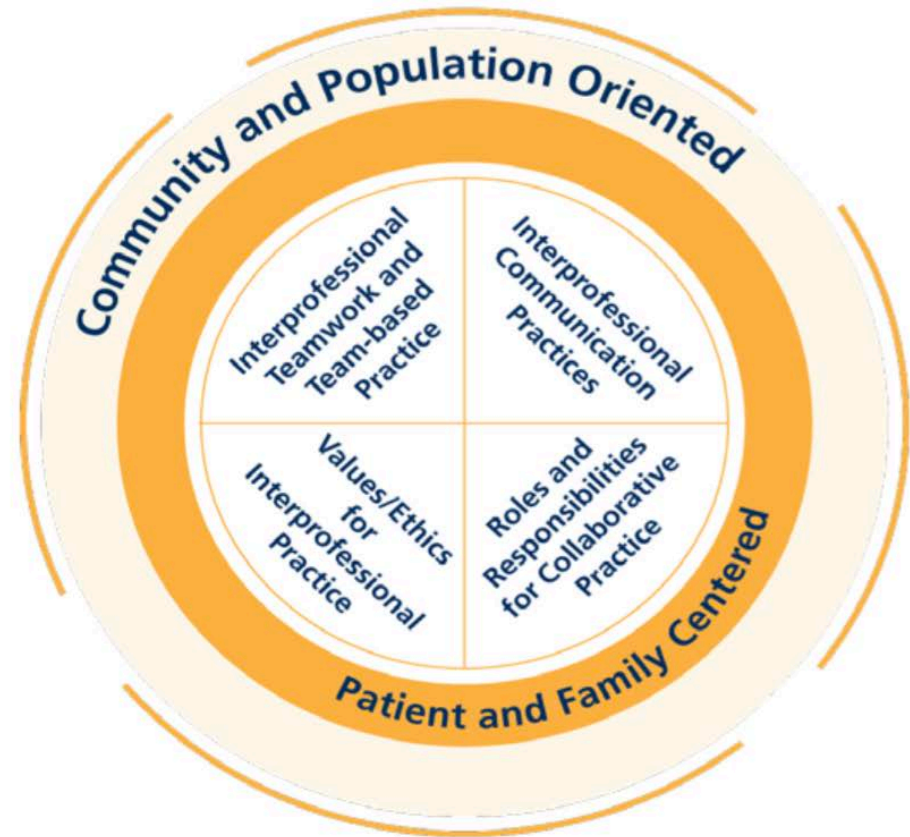 Community and Population Oriented
Interprofessional
Teamwork and
Team-based
Practice
Interprofessional
Communication
Practices
Values/Ethics
for
Interprofessional
Practice
Roles and
Responsibilities
for Collaborative
Practice
Patient and Family Centered